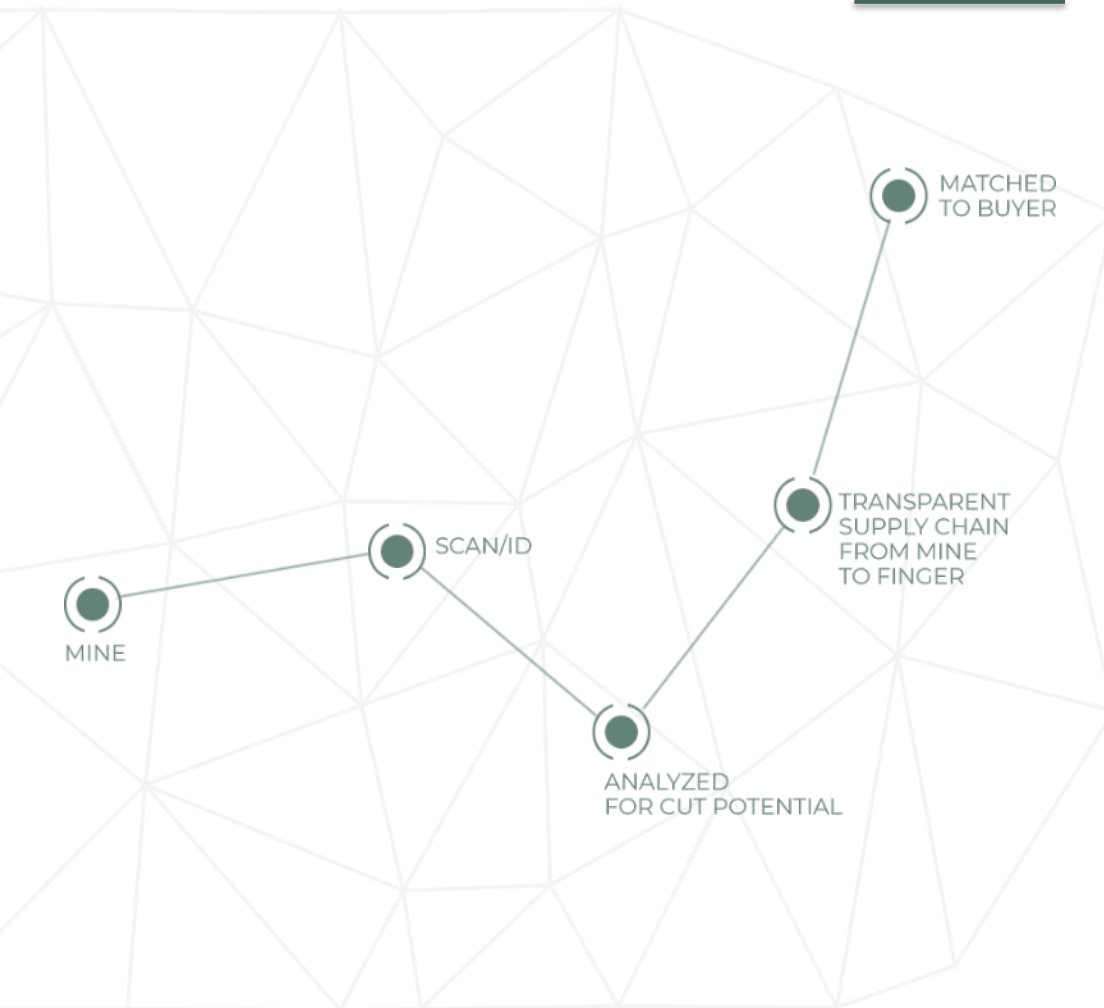 MATCHED
TO BUYER
TRANSPARENT
SUPPLY CHAIN
FROM MINE
TO FINGER
SCAN/ID
MINE
ANALYZED
FOR CUT POTENTIAL